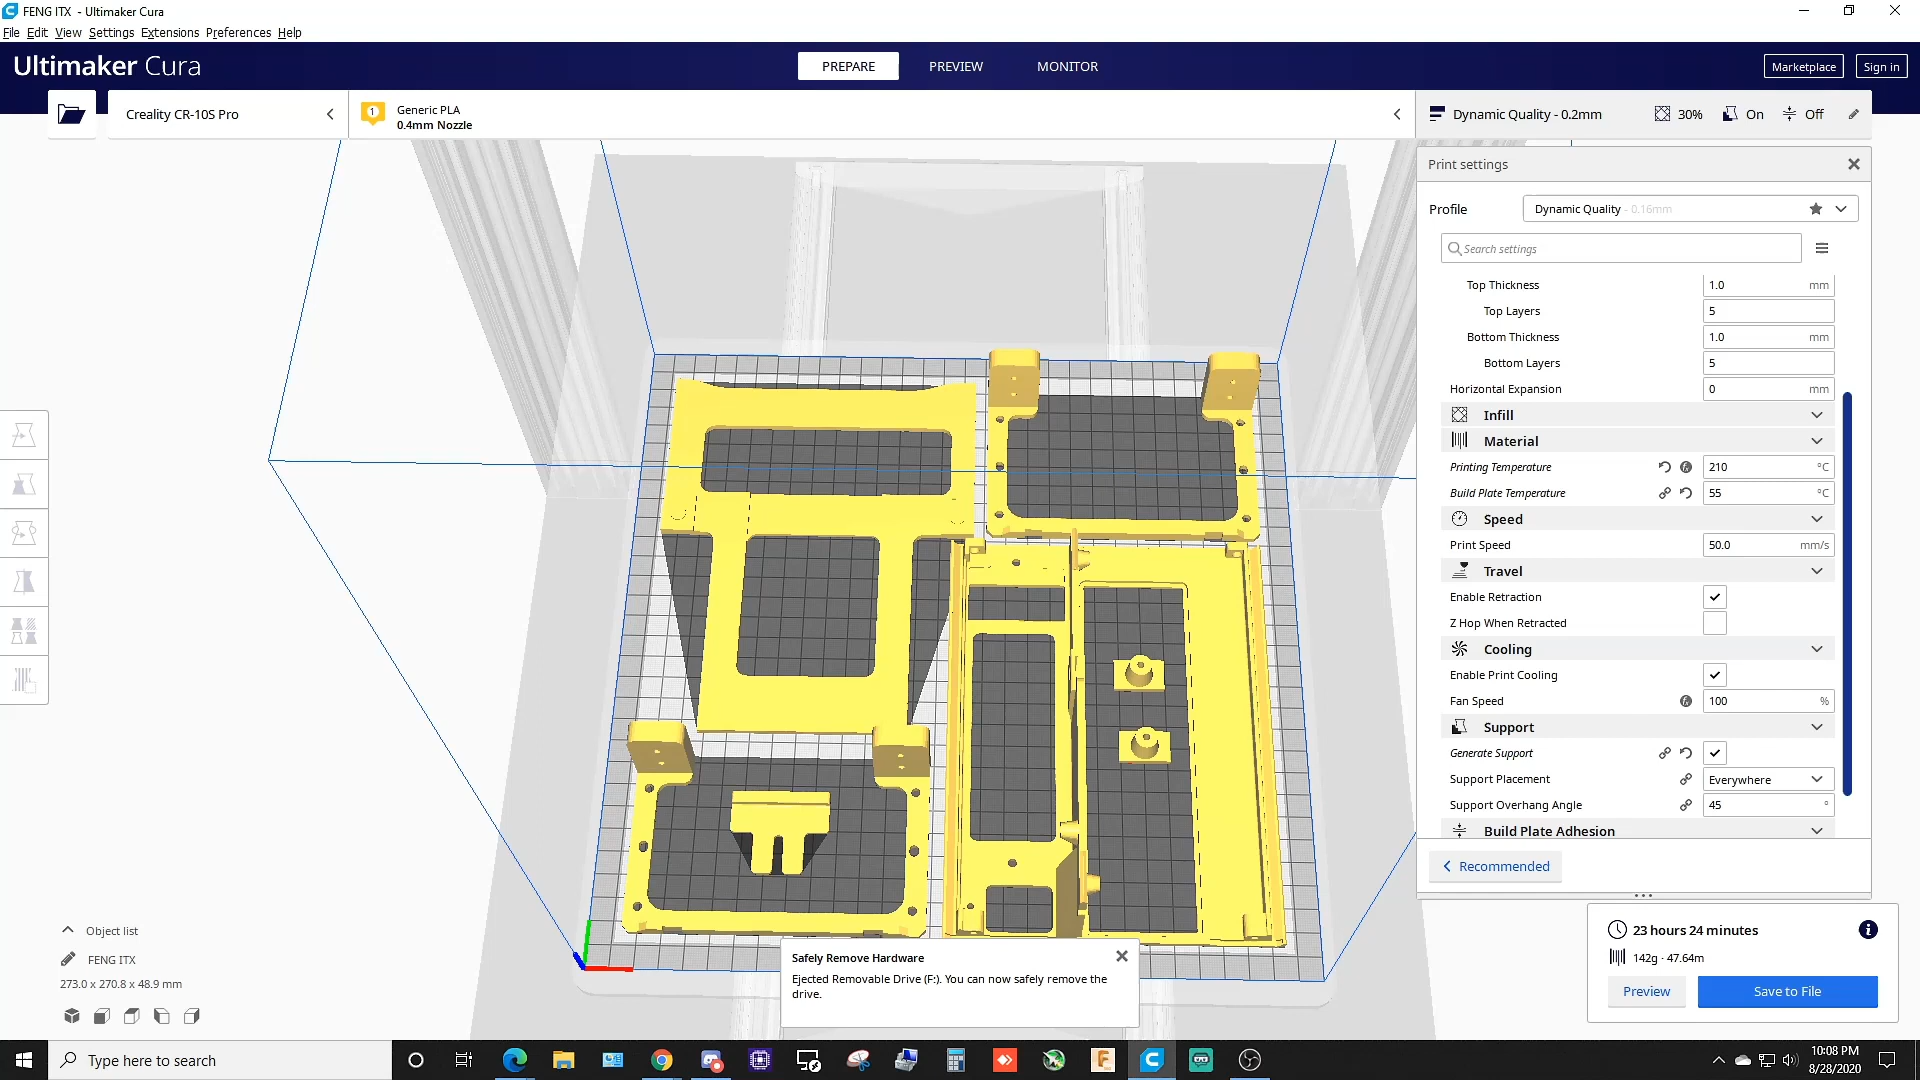 FENG ITX - Ultimaker Cura
File Edit View Settings Extensions Preferences Help
Ultimaker Cura
PREPARE PREVIEW MONITOR
Marketplace Sign in
Creality CR-10S Pro
1 Generic PLA
0.4mm Nozzle
Dynamic Quality - 0.2mm 30% On Off
Print settings
Profile Dynamic Quality - 0.16mm
Search settings
Top Thickness 1.0 mm
Top Layers 5
Bottom Thickness 1.0 mm
Bottom Layers 5
Horizontal Expansion 0 mm
Infill
Material
Printing Temperature 210 °C
Build Plate Temperature 55 °C
Speed
Print Speed 50.0 mm/s
Travel
Enable Retraction
Z Hop When Retracted
Cooling
Enable Print Cooling
Fan Speed 100 %
Support
Generate Support
Support Placement Everywhere
Support Overhang Angle 45 °
Build Plate Adhesion
Recommended
23 hours 24 minutes
142g · 47.64m
Preview Save to File
Object list
FENG ITX
273.0 x 270.8 x 48.9 mm
Safely Remove Hardware
Ejected Removable Drive (F:). You can now safely remove the
drive.
Type here to search
10:08 PM
8/28/2020